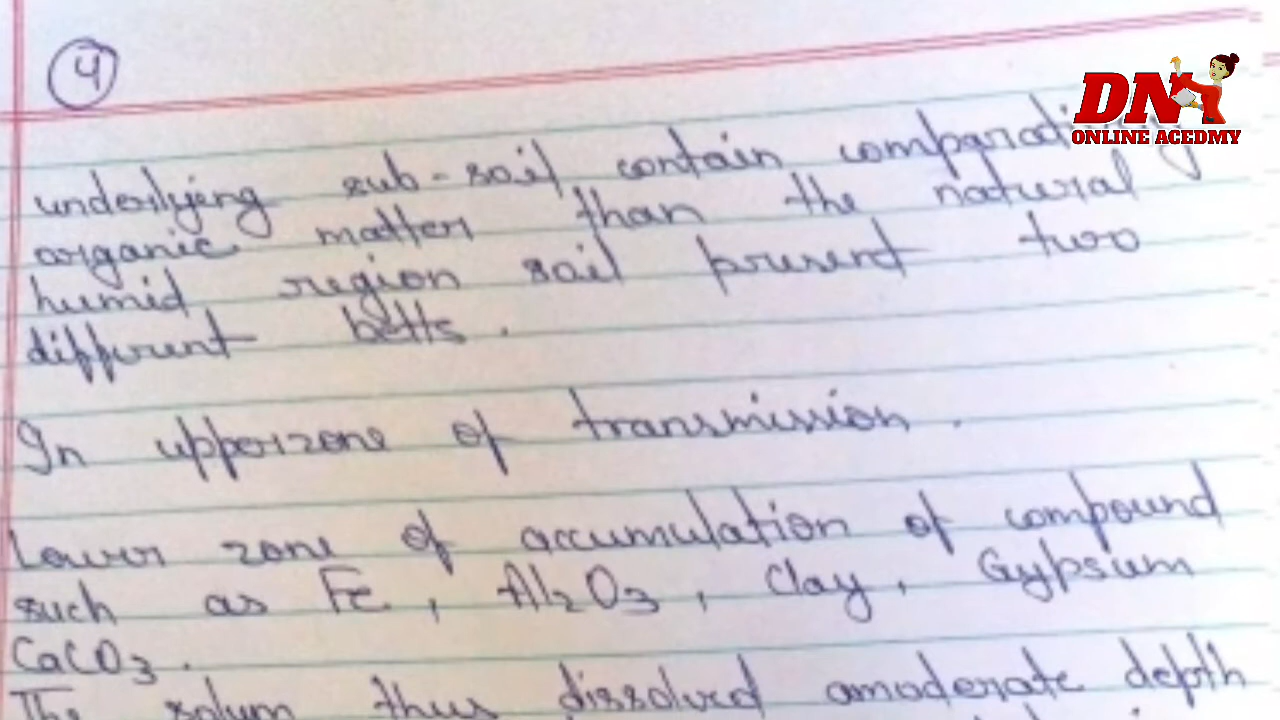 4
DN
ONLINE ACEDMY
underlying sub-soil contain comparatively
organic matter than the natural
humid region soil present two
different belts.
In upperzone of transmission.
Lower zone of accumulation of compound
such as Fe, Al2O3, Clay, Gypsum
CaCO3.
The solum thus dissolved amoderate depth